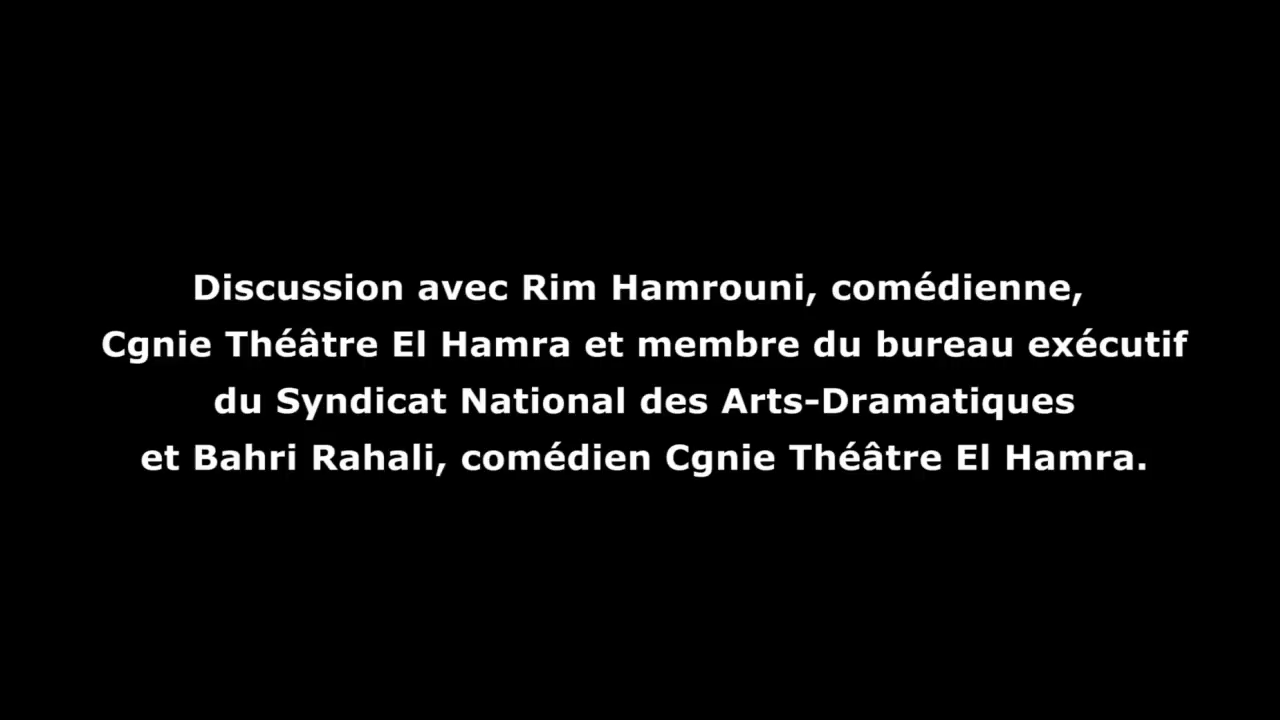 Discussion avec Rim Hamrouni, comédienne,
Cgnie Théâtre El Hamra et membre du bureau exécutif
du Syndicat National des Arts-Dramatiques
et Bahri Rahali, comédien Cgnie Théâtre El Hamra.